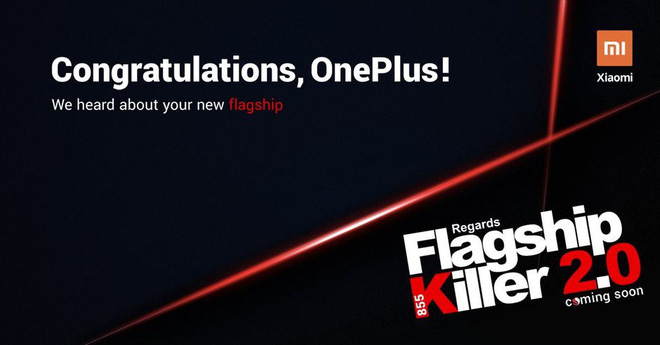 Congratulations, OnePlus!
We heard about your new flagship
mi
Xiaomi
Regards
Flagship
Killer 2.0
855
coming soon